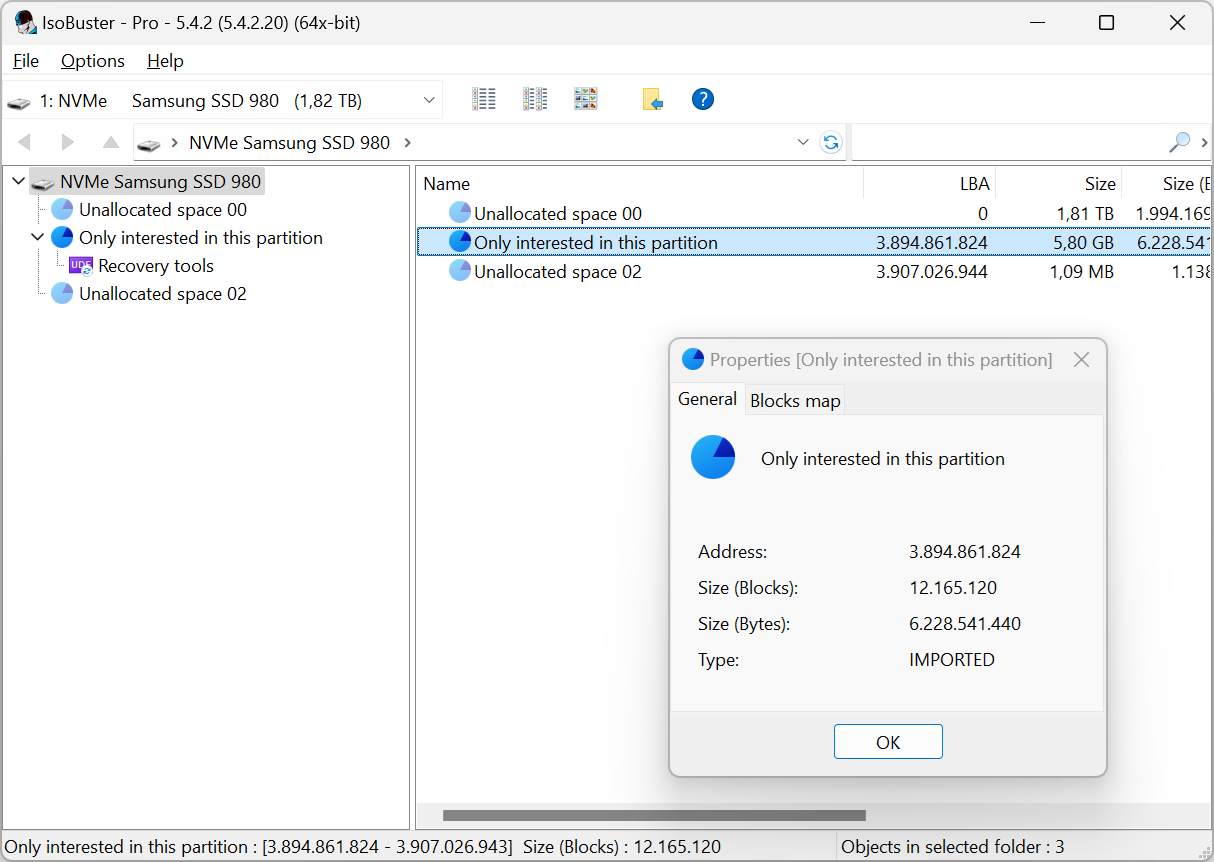 IsoBuster - Pro - 5.4.2 (5.4.2.20) (64x-bit)
File Options Help
1: NVMe Samsung SSD 980 (1,82 TB)
NVMe Samsung SSD 980
NVMe Samsung SSD 980
Unallocated space 00
Only interested in this partition
UDF Recovery tools
Unallocated space 02
Name LBA Size Size (B
Unallocated space 00 0 1,81 TB 1.994.169
Only interested in this partition 3.894.861.824 5,80 GB 6.228.541
Unallocated space 02 3.907.026.944 1,09 MB 1.138
Properties [Only interested in this partition]
General Blocks map
Only interested in this partition
Address: 3.894.861.824
Size (Blocks): 12.165.120
Size (Bytes): 6.228.541.440
Type: IMPORTED
OK
Only interested in this partition : [3.894.861.824 - 3.907.026.943] Size (Blocks) : 12.165.120 Objects in selected folder : 3